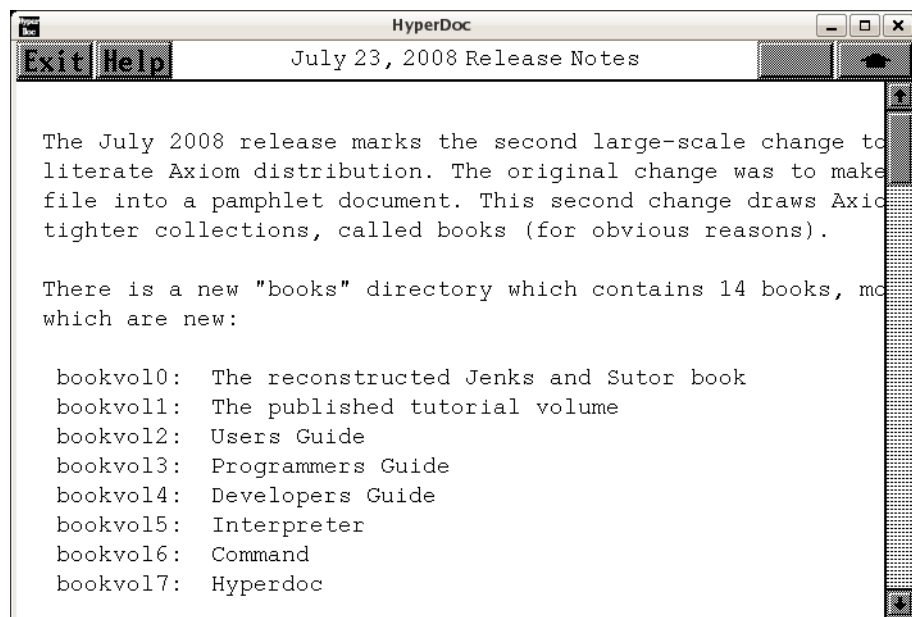 Hyper Doc
HyperDoc
Exit Help July 23, 2008 Release Notes
The July 2008 release marks the second large-scale change to
literate Axiom distribution. The original change was to make
file into a pamphlet document. This second change draws Axio
tighter collections, called books (for obvious reasons).
There is a new "books" directory which contains 14 books, mo
which are new:
bookvol0: The reconstructed Jenks and Sutor book
bookvol1: The published tutorial volume
bookvol2: Users Guide
bookvol3: Programmers Guide
bookvol4: Developers Guide
bookvol5: Interpreter
bookvol6: Command
bookvol7: Hyperdoc